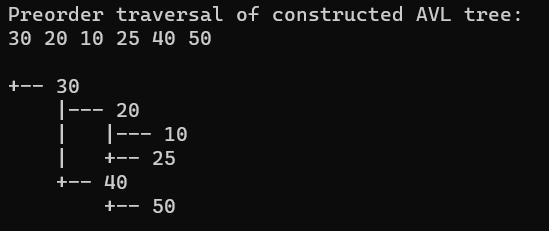 Preorder traversal of constructed AVL tree:
30 20 10 25 40 50

+-- 30
    |--- 20
    |   |--- 10
    |   +-- 25
    +-- 40
        +-- 50